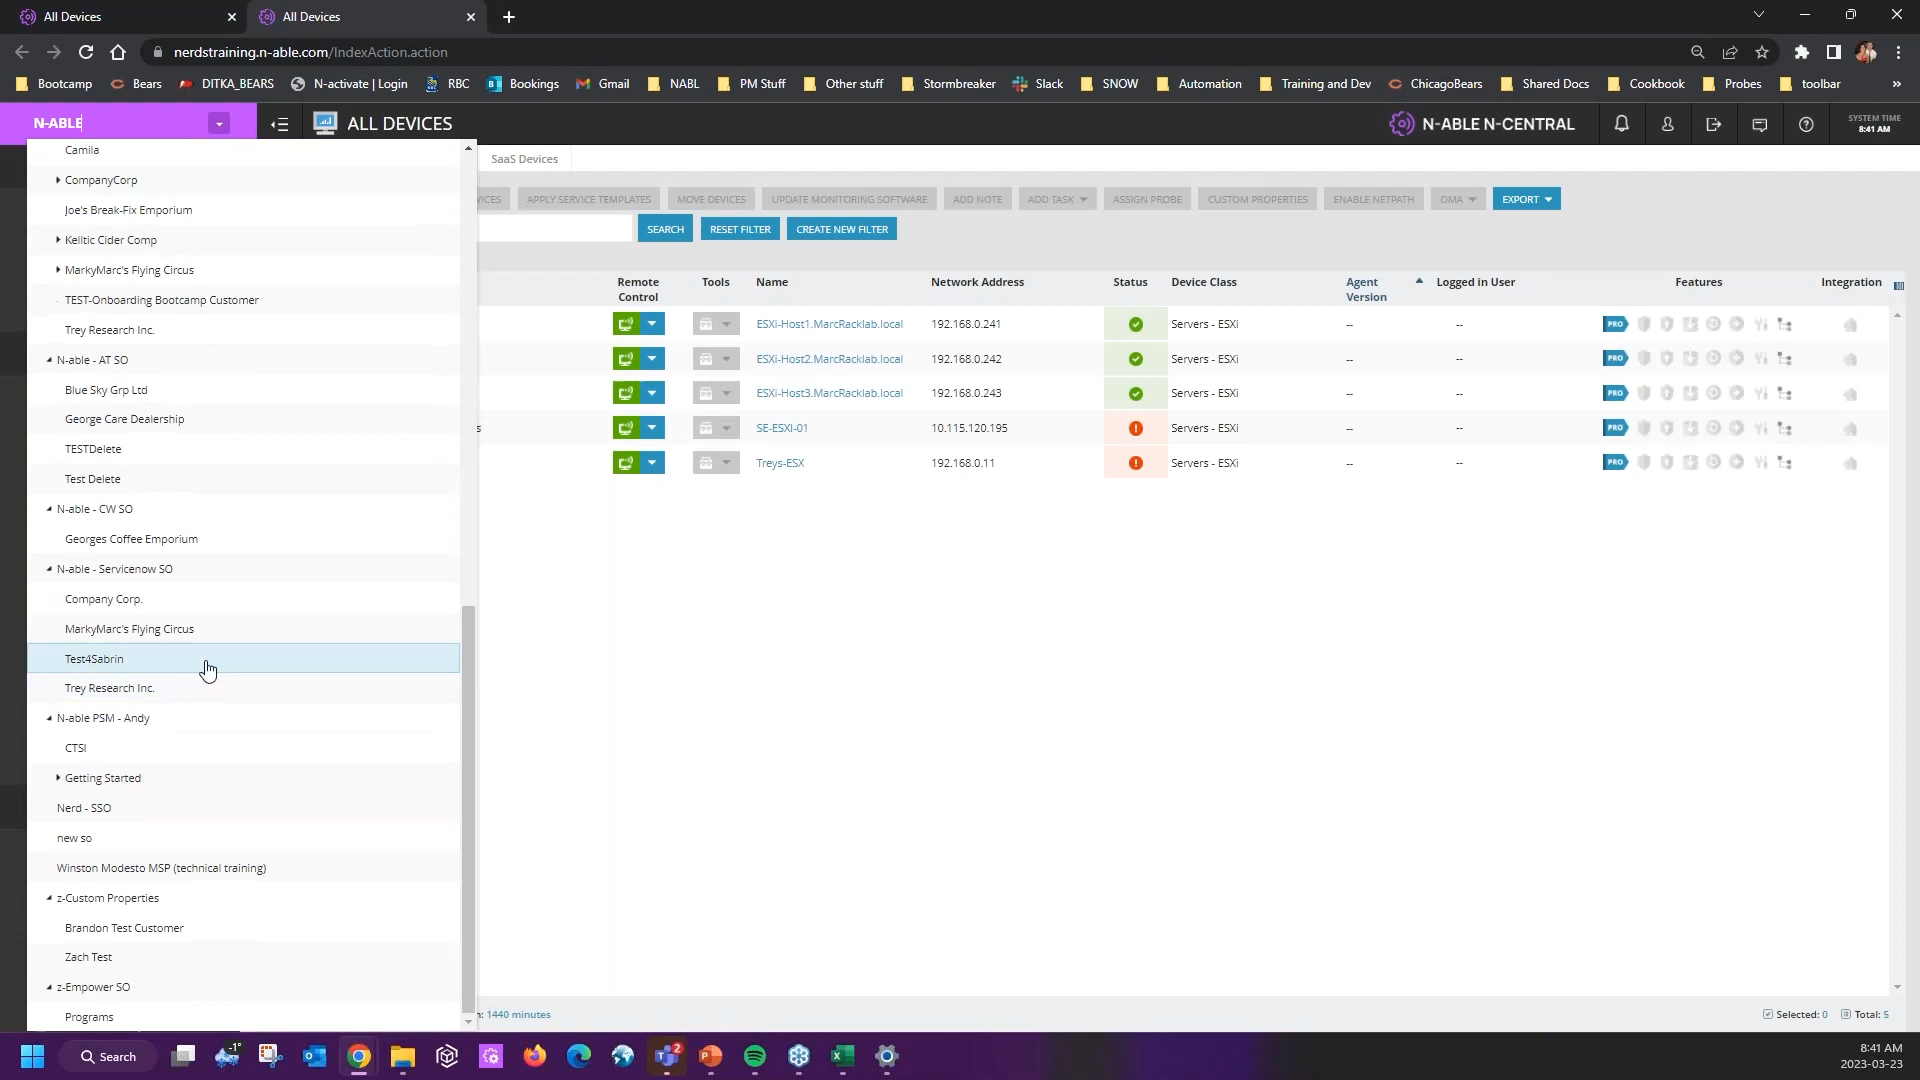 All Devices
All Devices
nerdstraining.n-able.com/IndexAction.action
Bootcamp
Bears
DITKA_BEARS
N-activate | Login
RBC
Bookings
Gmail
NABL
PM Stuff
Other stuff
Stormbreaker
Slack
SNOW
Automation
Training and Dev
ChicagoBears
Shared Docs
Cookbook
Probes
toolbar
»
N-ABLE
ALL DEVICES
N-ABLE N-CENTRAL
SYSTEM TIME
8:41 AM
SaaS Devices
APPLY SERVICE TEMPLATES
MOVE DEVICES
UPDATE MONITORING SOFTWARE
ADD NOTE
ADD TASK
ASSIGN PROBE
CUSTOM PROPERTIES
ENABLE NETPATH
DMA
EXPORT
SEARCH
RESET FILTER
CREATE NEW FILTER
Camila
CompanyCorp
Joe's Break-Fix Emporium
Kelltic Cider Comp
MarkyMarc's Flying Circus
TEST-Onboarding Bootcamp Customer
Trey Research Inc.
N-able - AT SO
Blue Sky Grp Ltd
George Care Dealership
TESTDelete
Test Delete
N-able - CW SO
Georges Coffee Emporium
N-able - Servicenow SO
Company Corp.
MarkyMarc's Flying Circus
Test4Sabrin
Trey Research Inc.
N-able PSM - Andy
CTSI
Getting Started
Nerd - SSO
new so
Winston Modesto MSP (technical training)
z-Custom Properties
Brandon Test Customer
Zach Test
z-Empower SO
Programs
Remote Control Tools Name Network Address Status Device Class Agent Version Logged in User Features Integration
ESXi-Host1.MarcRacklab.local 192.168.0.241 Servers - ESXi -- -- PRO
ESXi-Host2.MarcRacklab.local 192.168.0.242 Servers - ESXi -- -- PRO
ESXi-Host3.MarcRacklab.local 192.168.0.243 Servers - ESXi -- -- PRO
SE-ESXI-01 10.115.120.195 Servers - ESXi -- -- PRO
Treys-ESX 192.168.0.11 Servers - ESXi -- -- PRO
1440 minutes
Selected: 0
Total: 5
Search
-1°
2
8:41 AM
2023-03-23